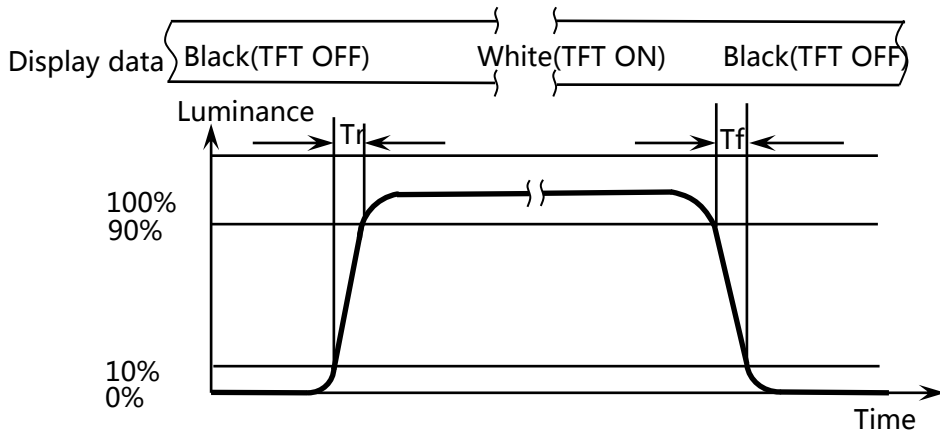 Display data Black(TFT OFF) White(TFT ON) Black(TFT OFF)
Luminance
Tr Tf
100%
90%
10%
0%
Time